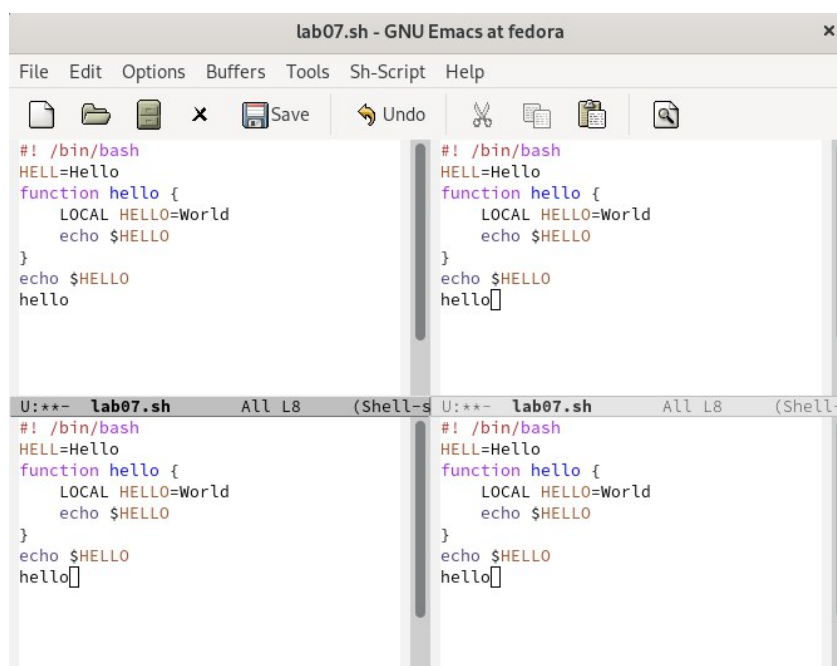 lab07.sh - GNU Emacs at fedora ×
File Edit Options Buffers Tools Sh-Script Help
Save Undo
#! /bin/bash
HELL=Hello
function hello {
    LOCAL HELLO=World
    echo $HELLO
}
echo $HELLO
hello
U:**- lab07.sh All L8 (Shell-s
#! /bin/bash
HELL=Hello
function hello {
    LOCAL HELLO=World
    echo $HELLO
}
echo $HELLO
hello
U:**- lab07.sh All L8 (Shell-
#! /bin/bash
HELL=Hello
function hello {
    LOCAL HELLO=World
    echo $HELLO
}
echo $HELLO
hello
#! /bin/bash
HELL=Hello
function hello {
    LOCAL HELLO=World
    echo $HELLO
}
echo $HELLO
hello